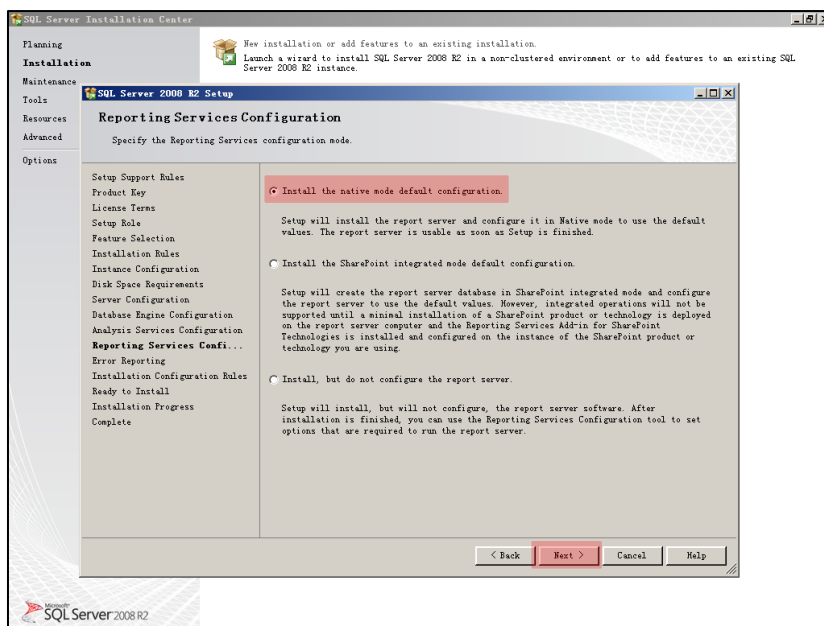 SQL Server Installation Center
Planning
Installation
Maintenance
Tools
Resources
Advanced
Options
New installation or add features to an existing installation.
Launch a wizard to install SQL Server 2008 R2 in a non-clustered environment or to add features to an existing SQL
Server 2008 R2 instance.
SQL Server 2008 R2 Setup
Reporting Services Configuration
Specify the Reporting Services configuration mode.
Setup Support Rules
Product Key
License Terms
Setup Role
Feature Selection
Installation Rules
Instance Configuration
Disk Space Requirements
Server Configuration
Database Engine Configuration
Analysis Services Configuration
Reporting Services Confi...
Error Reporting
Installation Configuration Rules
Ready to Install
Installation Progress
Complete
Install the native mode default configuration.
Setup will install the report server and configure it in Native mode to use the default
values. The report server is usable as soon as Setup is finished.
Install the SharePoint integrated mode default configuration.
Setup will create the report server database in SharePoint integrated mode and configure
the report server to use the default values. However, integrated operations will not be
supported until a minimal installation of a SharePoint product or technology is deployed
on the report server computer and the Reporting Services Add-in for SharePoint
Technologies is installed and configured on the instance of the SharePoint product or
technology you are using.
Install, but do not configure the report server.
Setup will install, but will not configure, the report server software. After
installation is finished, you can use the Reporting Services Configuration tool to set
options that are required to run the report server.
< Back
Next >
Cancel
Help
Microsoft
SQL Server 2008 R2